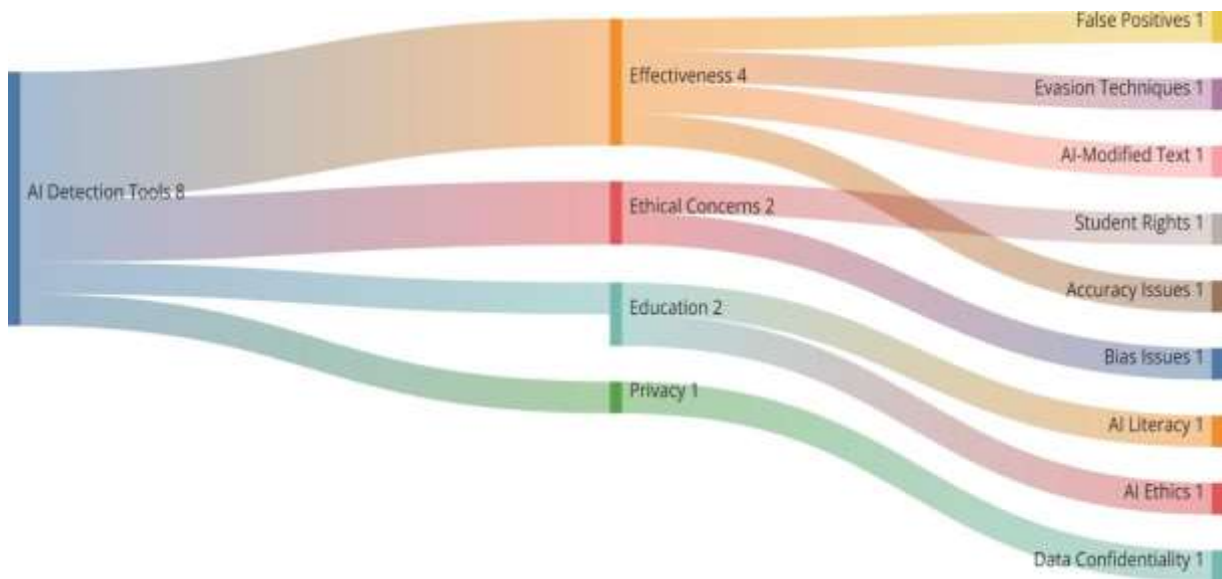 AI Detection Tools 8
Effectiveness 4
Ethical Concerns 2
Education 2
Privacy 1
False Positives 1
Evasion Techniques 1
AI-Modified Text 1
Student Rights 1
Accuracy Issues 1
Bias Issues 1
AI Literacy 1
AI Ethics 1
Data Confidentiality 1